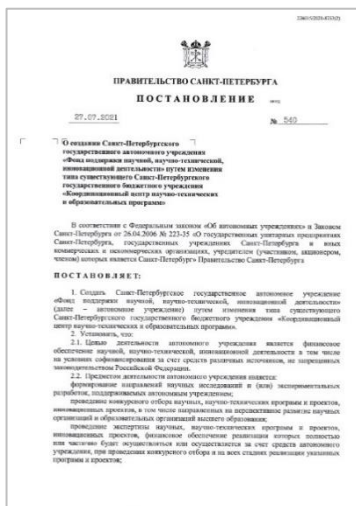 ПРАВИТЕЛЬСТВО САНКТ-ПЕТЕРБУРГА
ПОСТАНОВЛЕНИЕ
27.07.2021
№ 540
О создании Санкт-Петербургского
государственного автономного учреждения
«Фонд поддержки научной, научно-технической,
инновационной деятельности» путем изменения
типа существующего Санкт-Петербургского
государственного бюджетного учреждения
«Координационный центр научно-технических
и образовательных программ»
В соответствии с Федеральным законом «Об автономных учреждениях» и Законом
Санкт-Петербурга от 26.04.2006 № 223-35 «О государственных унитарных предприятиях
Санкт-Петербурга, государственных учреждениях Санкт-Петербурга и иных
коммерческих и некоммерческих организациях, учредителем (участником, акционером,
членом) которых является Санкт-Петербург» Правительство Санкт-Петербурга
ПОСТАНОВЛЯЕТ:
1. Создать Санкт-Петербургское государственное автономное учреждение
«Фонд поддержки научной, научно-технической, инновационной деятельности»
(далее – автономное учреждение) путем изменения типа существующего
Санкт-Петербургского государственного бюджетного учреждения «Координационный
центр научно-технических и образовательных программ».
2. Установить, что:
2.1. Целью деятельности автономного учреждения является финансовое
обеспечение научной, научно-технической, инновационной деятельности в том числе
на условиях софинансирования за счет средств различных источников, не запрещенных
законодательством Российской Федерации.
2.2. Предметом деятельности автономного учреждения является:
формирование направлений научных исследований и (или) экспериментальных
разработок, поддерживаемых автономным учреждением;
проведение конкурсного отбора научных, научно-технических программ и проектов,
инновационных проектов, в том числе направленных на перспективное развитие научных
организаций и образовательных организаций высшего образования;
проведение экспертизы научных, научно-технических программ и проектов,
инновационных проектов, финансовое обеспечение реализации которых полностью
или частично будет осуществляться или осуществляется за счет средств автономного
учреждения, при проведении конкурсного отбора и на всех стадиях реализации указанных
программ и проектов;